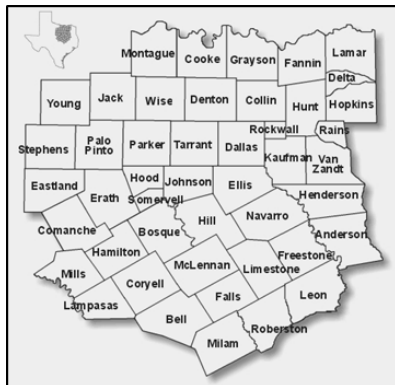 Montague
Cooke
Grayson
Fannin
Lamar
Delta
Young
Jack
Wise
Denton
Collin
Hunt
Hopkins
Stephens
Palo
Pinto
Parker
Tarrant
Dallas
Rockwall
Rains
Kaufman
Van
Zandt
Eastland
Erath
Hood
Somervell
Johnson
Ellis
Henderson
Comanche
Bosque
Hill
Navarro
Anderson
Mills
Hamilton
McLennan
Limestone
Freestone
Lampasas
Coryell
Falls
Leon
Bell
Milam
Roberston